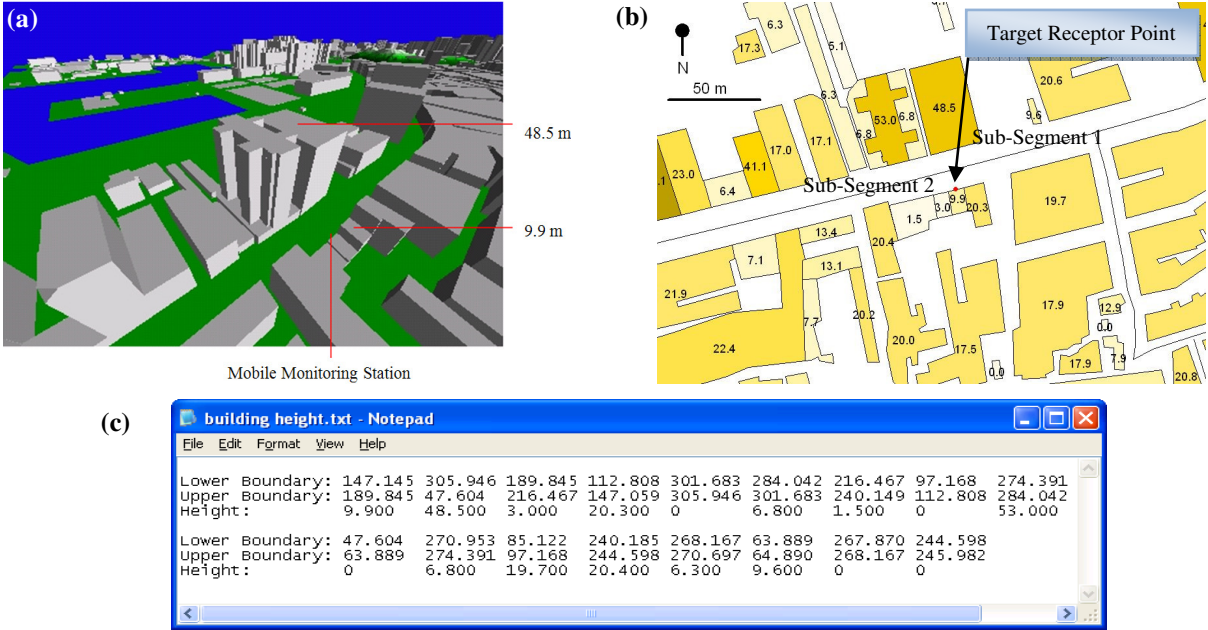 (a)
48.5 m
9.9 m
Mobile Monitoring Station
(b)
Target Receptor Point
N
50 m
17.3
6.3
5.1
6.3
20.6
9.6
53.0
6.8
48.5
6.8
Sub-Segment 1
17.1
17.0
41.1
23.0
6.4
.1
Sub-Segment 2
9.9
3.0
20.3
1.5
19.7
13.4
20.4
7.1
13.1
21.9
20.2
7.7
22.4
20.0
17.5
0.0
17.9
12.9
0.0
17.9
7.9
20.8
(c)
building height.txt - Notepad
File Edit Format View Help
Lower Boundary: 147.145 305.946 189.845 112.808 301.683 284.042 216.467 97.168 274.391
Upper Boundary: 189.845 47.604 216.467 147.059 305.946 301.683 240.149 112.808 284.042
Height: 9.900 48.500 3.000 20.300 0 6.800 1.500 0 53.000
Lower Boundary: 47.604 270.953 85.122 240.185 268.167 63.889 267.870 244.598
Upper Boundary: 63.889 274.391 97.168 244.598 270.697 64.890 268.167 245.982
Height: 0 6.800 19.700 20.400 6.300 9.600 0 0